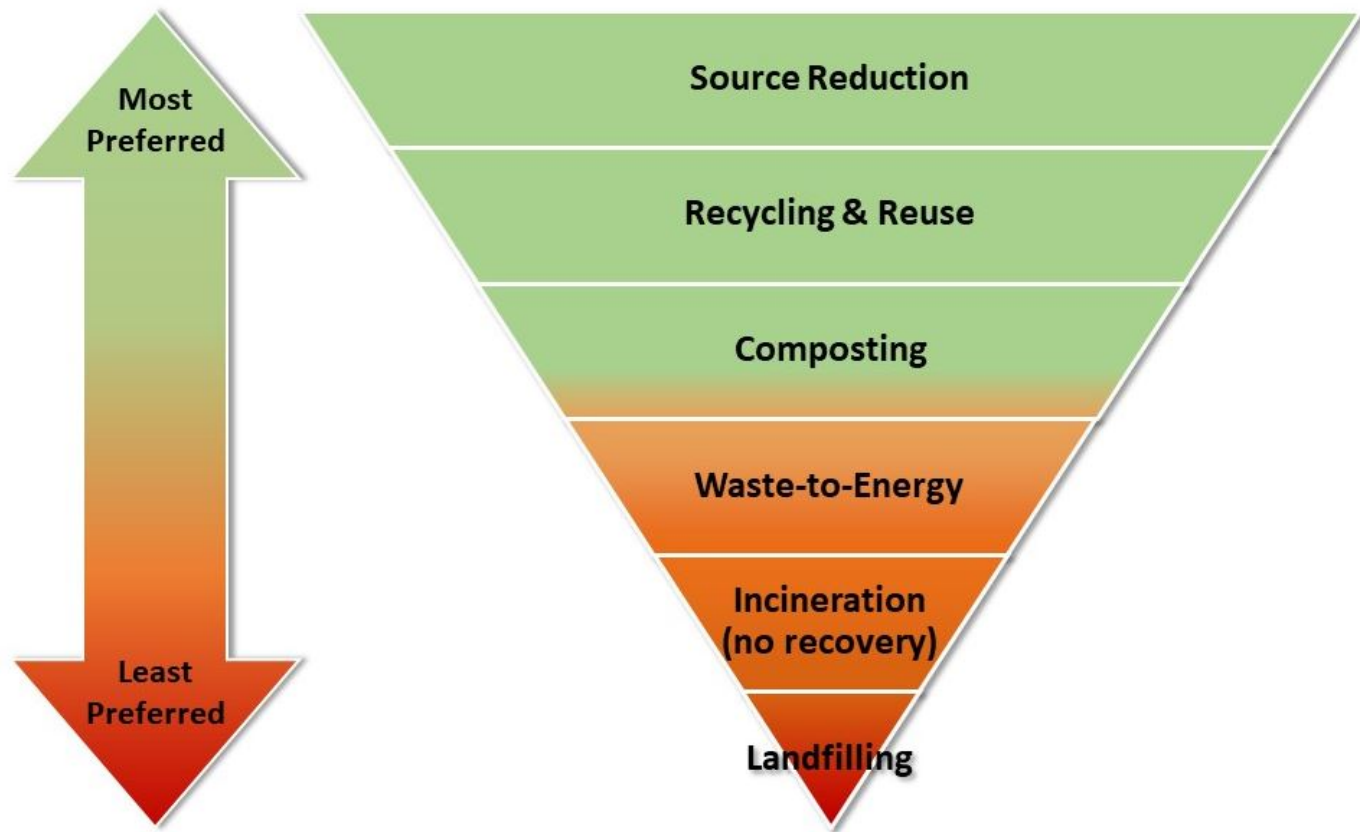 Most
Preferred
Source Reduction
Recycling & Reuse
Composting
Waste-to-Energy
Incineration
(no recovery)
Least
Preferred
Landfilling